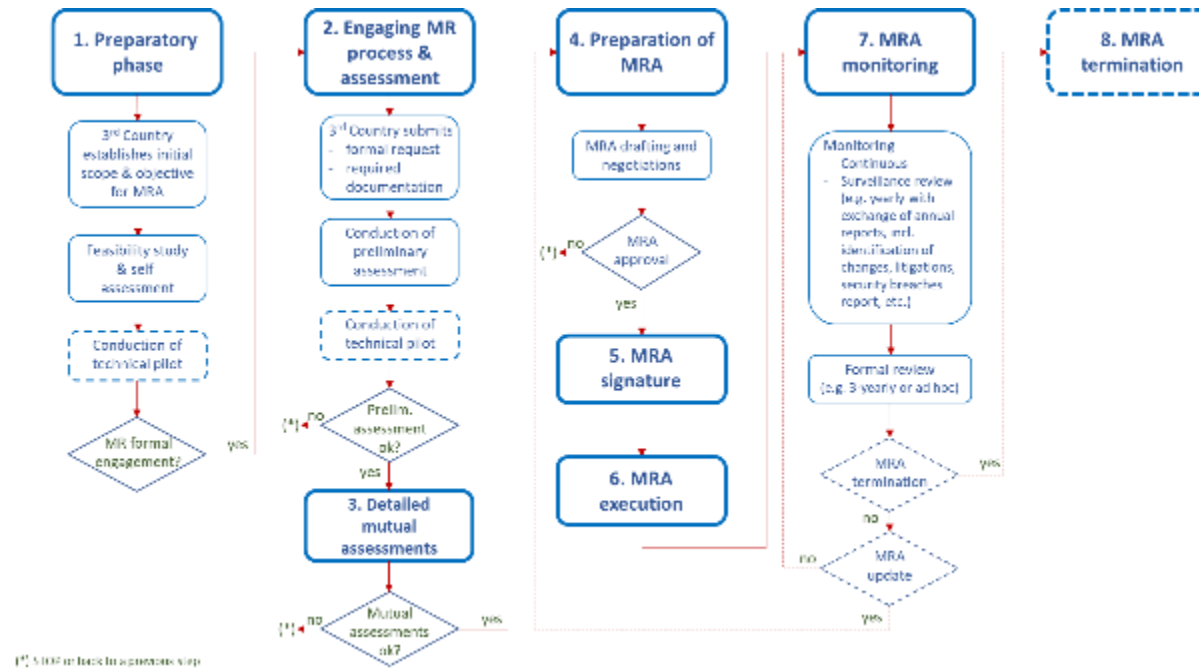 1. Preparatory
phase
3rd Country
establishes initial
scope & objective
for MRA
Feasibility study
& self
assessment
Conduction of
technical pilot
MR formal
engagement?
yes
2. Engaging MR
process &
assessment
3rd Country submits
- formal request
- required
documentation
Conduction of
preliminary
assessment
Conduction of
technical pilot
Prelim.
assessment
ok?
(*)
no
yes
3. Detailed
mutual
assessments
Mutual
assessments
ok?
(*)
no
yes
4. Preparation of
MRA
MRA drafting and
negotiations
MRA
approval
(*)
no
yes
5. MRA
signature
6. MRA
execution
7. MRA
monitoring
Monitoring
Continuous
- Surveillance review
(e.g. yearly with
exchange of annual
reports, incl.
identification of
changes, litigations,
security breaches
report, etc.)
Formal review
(e.g. 3-yearly or ad hoc)
MRA
termination
yes
no
MRA
update
no
yes
8. MRA
termination
(*) STOP or back to a previous step